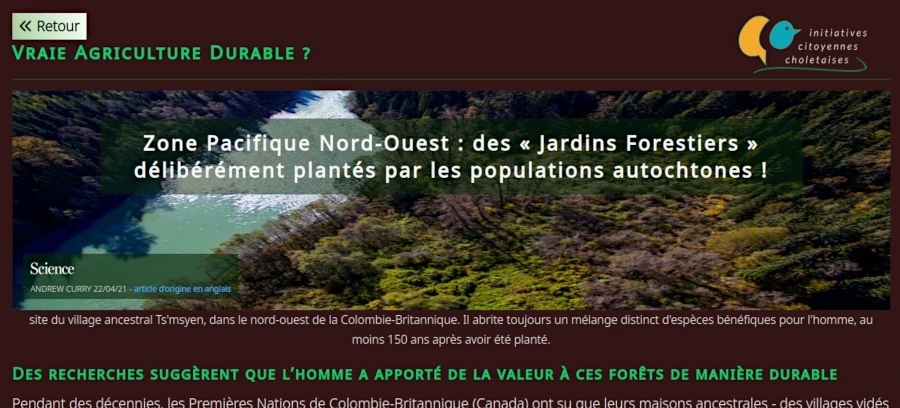 Retour
Vraie Agriculture Durable ?
initiatives
citoyennes
choletaises
Zone Pacifique Nord-Ouest : des « Jardins Forestiers »
délibérément plantés par les populations autochtones !
Science
ANDREW CURRY 22/04/21 - article d'origine en anglais
site du village ancestral Ts'msyen, dans le nord-ouest de la Colombie-Britannique. Il abrite toujours un mélange distinct d'espèces bénéfiques pour l'homme, au
moins 150 ans après avoir été planté.
Des recherches suggèrent que l'homme a apporté de la valeur à ces forêts de manière durable
Pendant des décennies, les Premières Nations de Colombie-Britannique (Canada) ont su que leurs maisons ancestrales - des villages vidés